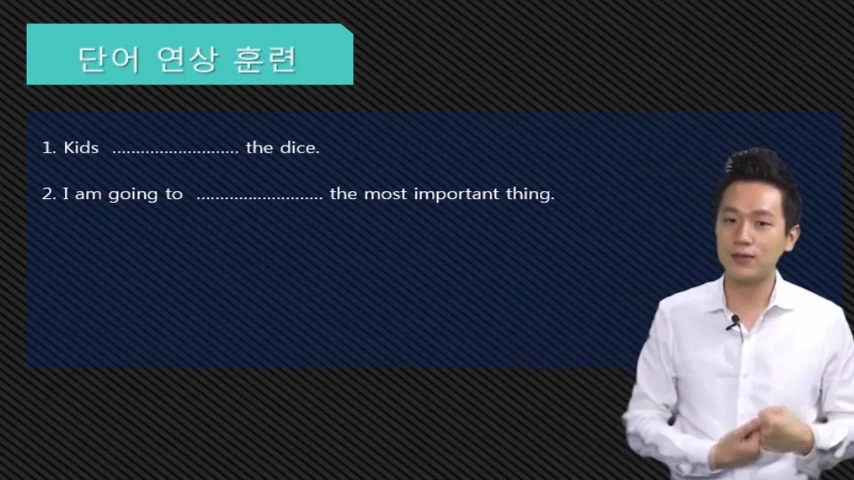 단어 연상 훈련
1. Kids ........................... the dice.
2. I am going to ........................... the most important thing.